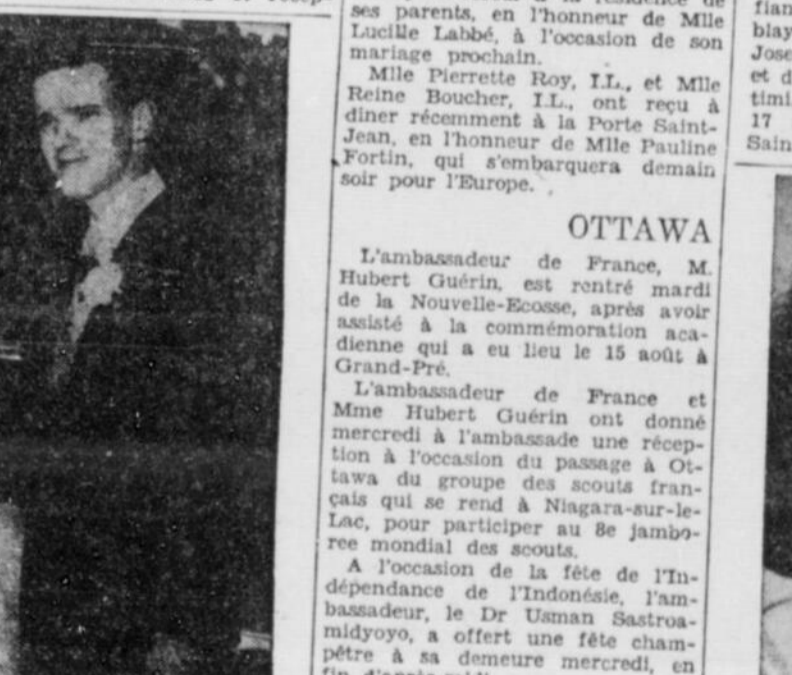 ses parents, en l'honneur de Mlle
Lucille Labbé, à l'occasion de son
mariage prochain.
Mlle Pierrette Roy, I.L., et Mlle
Reine Boucher, I.L., ont reçu à
diner récemment à la Porte Saint-
Jean, en l'honneur de Mlle Pauline
Fortin, qui s'embarquera demain
soir pour l'Europe.
OTTAWA
L'ambassadeur de France, M.
Hubert Guérin, est rentré mardi
de la Nouvelle-Ecosse, après avoir
assisté à la commémoration aca-
dienne qui a eu lieu le 15 août à
Grand-Pré.
L'ambassadeur de France et
Mme Hubert Guérin ont donné
mercredi à l'ambassade une récep-
tion à l'occasion du passage à Ot-
tawa du groupe des scouts fran-
çais qui se rend à Niagara-sur-le-
Lac, pour participer au 8e jambo-
ree mondial des scouts.
A l'occasion de la fête de l'In-
dépendance de l'Indonésie, l'am-
bassadeur, le Dr Usman Sastroa-
midyoyo, a offert une fête cham-
pêtre à sa demeure mercredi, en
blay
Jose
et d
timi
17
Sain